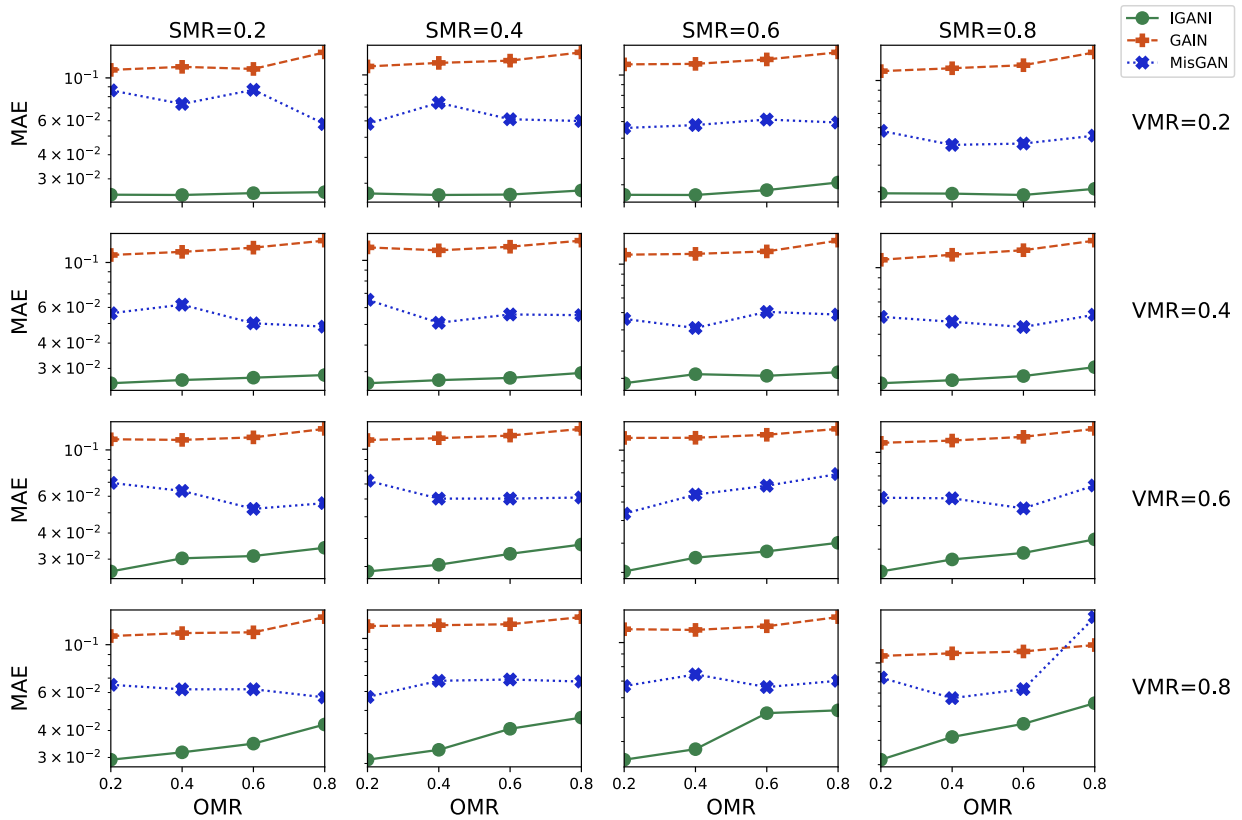 SMR=0.2 SMR=0.4 SMR=0.6 SMR=0.8
IGANI
GAIN
MisGAN
MAE
10⁻¹
6 × 10⁻²
4 × 10⁻²
3 × 10⁻²
VMR=0.2
MAE
10⁻¹
6 × 10⁻²
4 × 10⁻²
3 × 10⁻²
VMR=0.4
MAE
10⁻¹
6 × 10⁻²
4 × 10⁻²
3 × 10⁻²
VMR=0.6
MAE
10⁻¹
6 × 10⁻²
4 × 10⁻²
3 × 10⁻²
VMR=0.8
0.2 0.4 0.6 0.8 0.2 0.4 0.6 0.8 0.2 0.4 0.6 0.8 0.2 0.4 0.6 0.8
OMR OMR OMR OMR